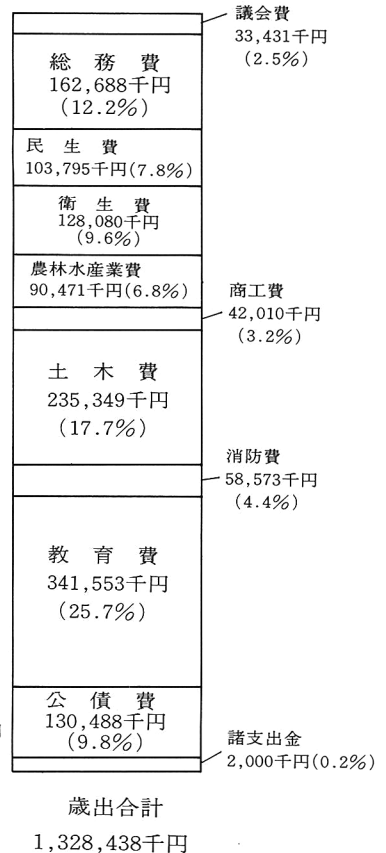 議会費
33,431千円
(2.5%)
総務費
162,688千円
(12.2%)
民生費
103,795千円(7.8%)
衛生費
128,080千円
(9.6%)
農林水産業費
90,471千円(6.8%)
商工費
42,010千円
(3.2%)
土木費
235,349千円
(17.7%)
消防費
58,573千円
(4.4%)
教育費
341,553千円
(25.7%)
公債費
130,488千円
(9.8%)
諸支出金
2,000千円(0.2%)
歳出合計
1,328,438千円